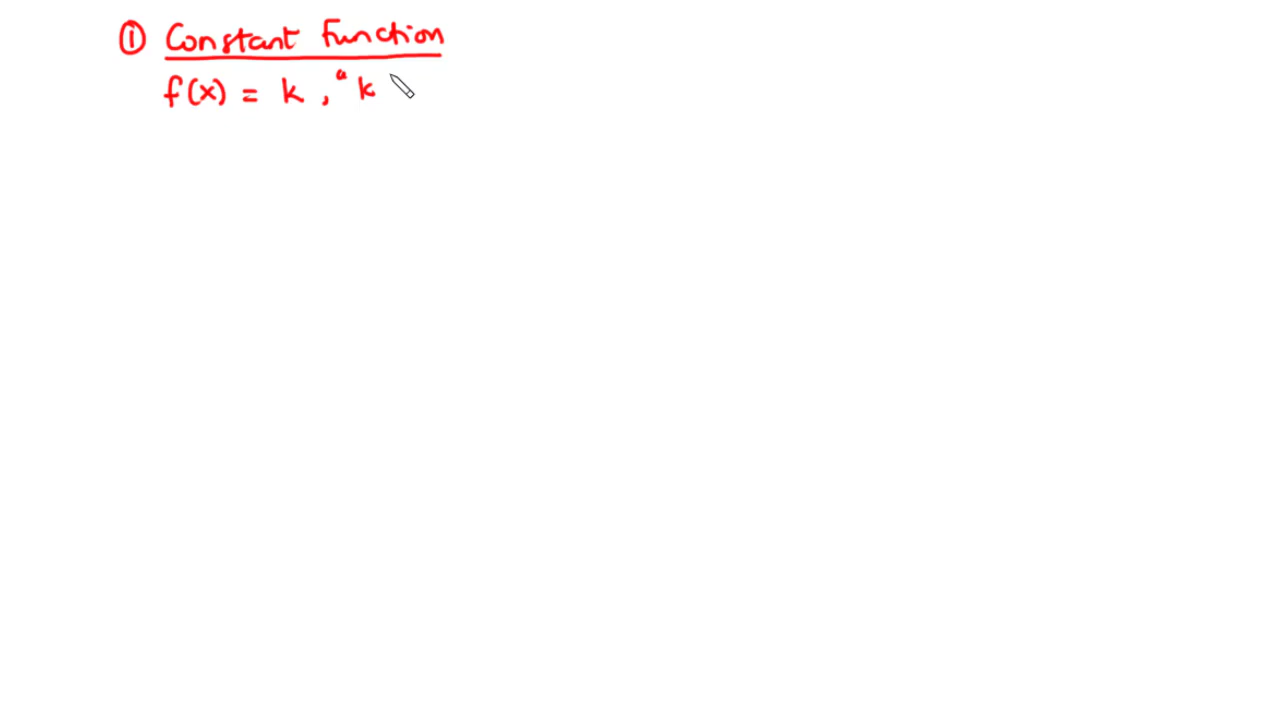 ① Constant Function
f(x) = k , a k